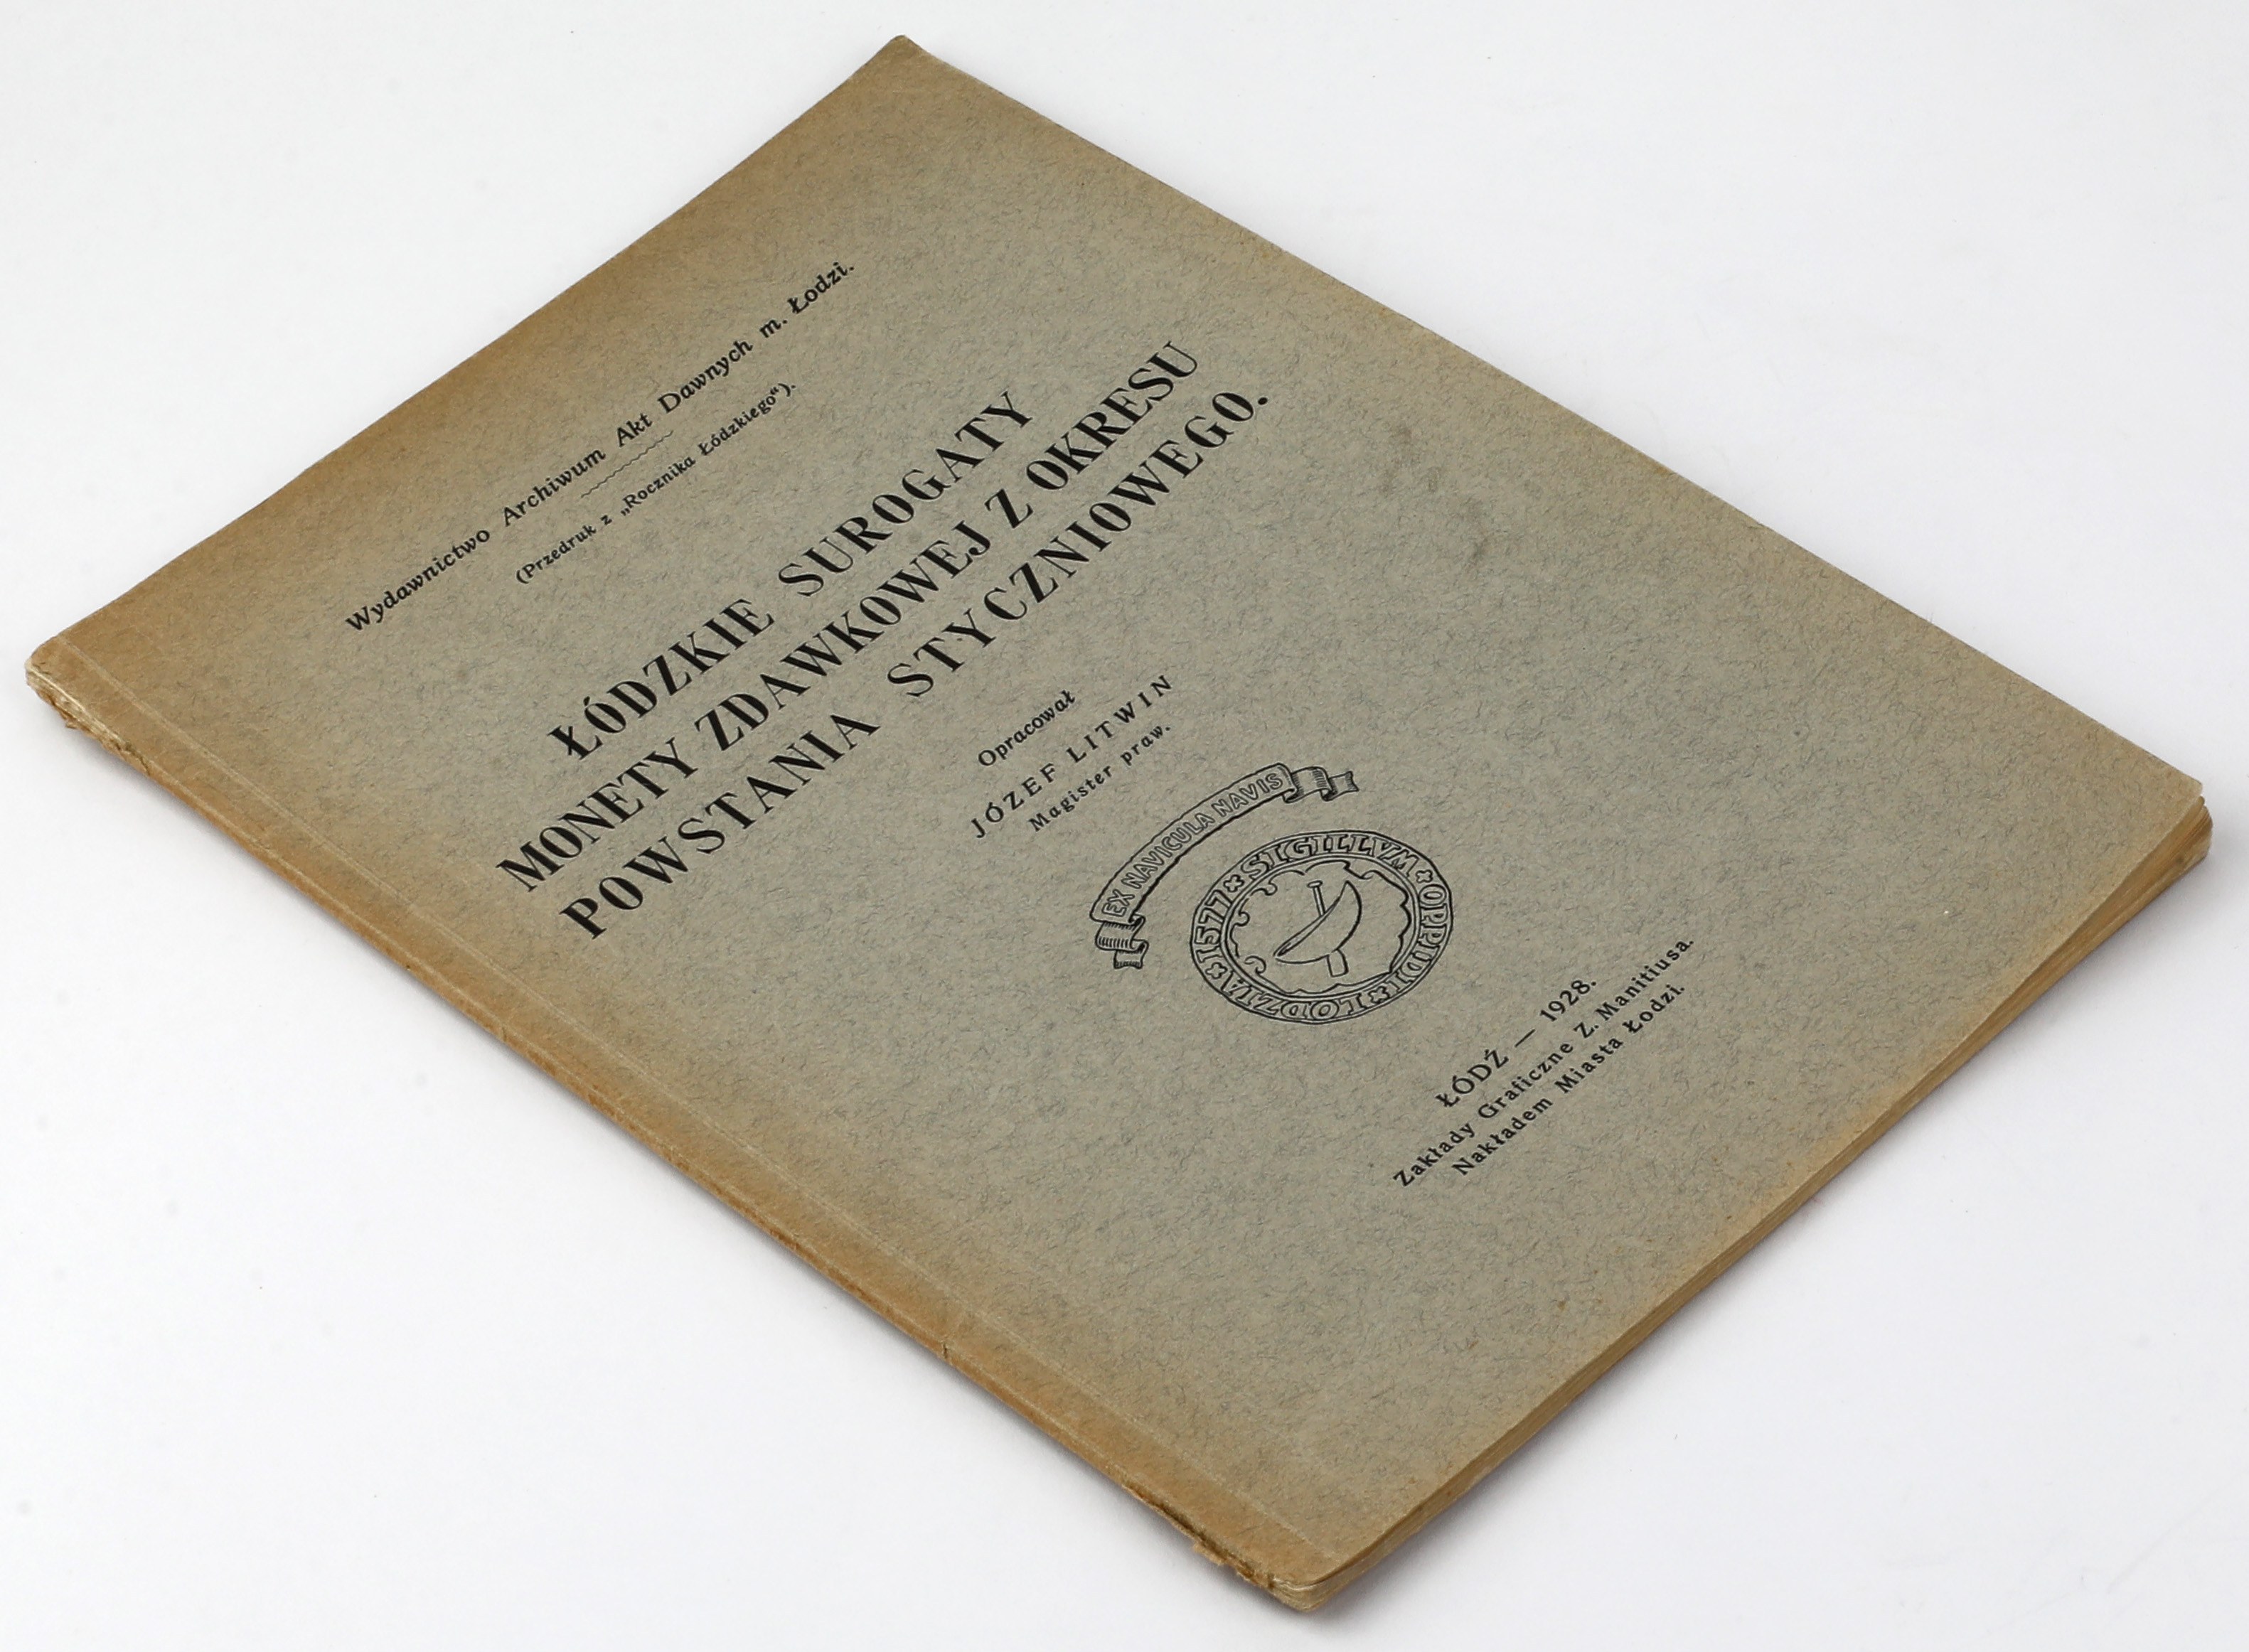 Wydawnictwo Archiwum Akt Dawnych m. Łodzi.
(Przedruk z „Rocznika Łódzkiego“).
ŁÓDZKIE SUROGATY
MONETY ZDAWKOWEJ Z OKRESU
POWSTANIA STYCZNIOWEGO.
Opracował
JÓZEF LITWIN
Magister praw.
EX NAVICULA NAVIS
1577 * SIGILLVM * OPPIDI * LODZIA *
ŁÓDŹ — 1928.
Zakłady Graficzne Z. Manitiusa.
Nakładem Miasta Łodzi.